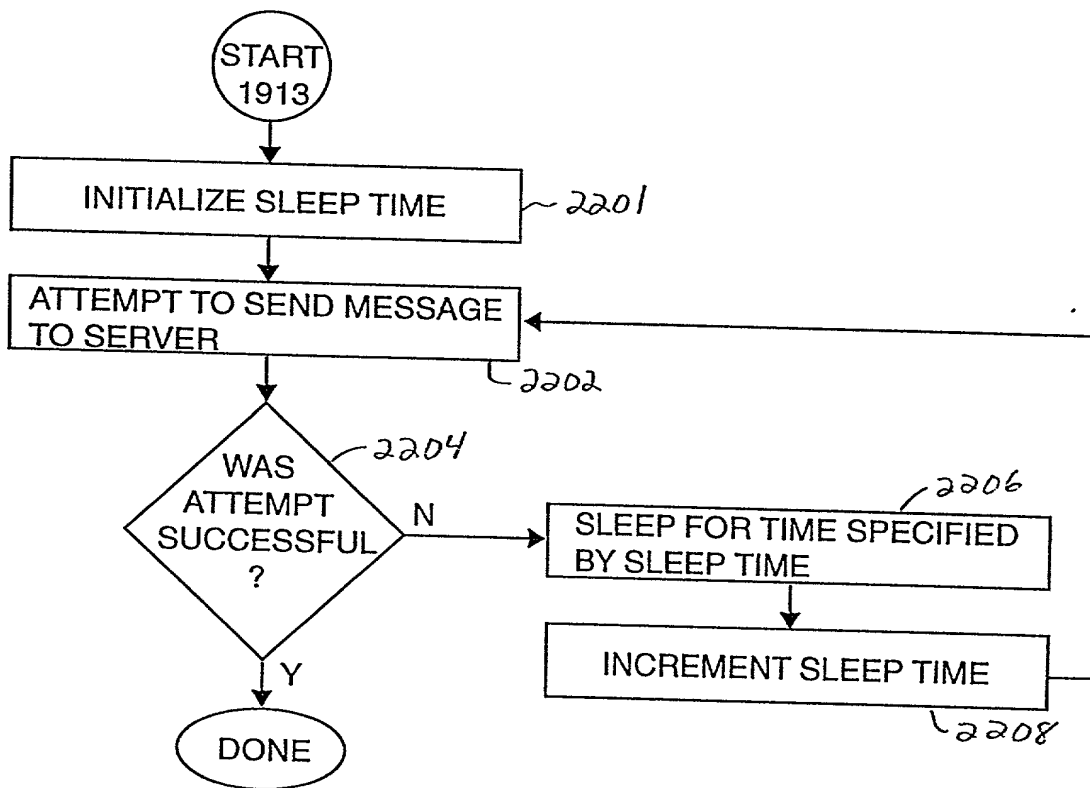 START
1913
INITIALIZE SLEEP TIME
2201
ATTEMPT TO SEND MESSAGE
TO SERVER
2202
WAS
ATTEMPT
SUCCESSFUL
?
2204
N
Y
2206
SLEEP FOR TIME SPECIFIED
BY SLEEP TIME
INCREMENT SLEEP TIME
2208
DONE